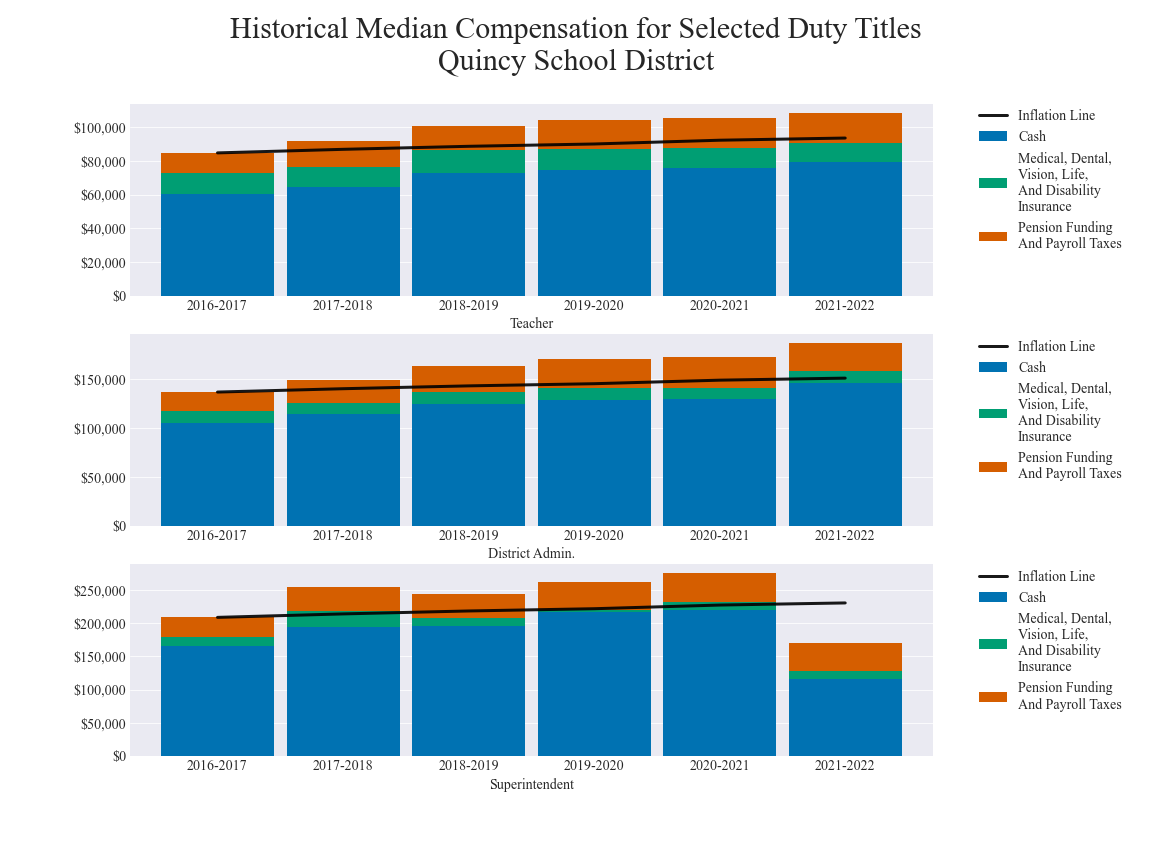 Historical Median Compensation for Selected Duty Titles
Quincy School District
$100,000
$80,000
$60,000
$40,000
$20,000
$0
2016-2017 2017-2018 2018-2019 2019-2020 2020-2021 2021-2022
Teacher
Inflation Line
Cash
Medical, Dental,
Vision, Life,
And Disability
Insurance
Pension Funding
And Payroll Taxes
$150,000
$100,000
$50,000
$0
2016-2017 2017-2018 2018-2019 2019-2020 2020-2021 2021-2022
District Admin.
Inflation Line
Cash
Medical, Dental,
Vision, Life,
And Disability
Insurance
Pension Funding
And Payroll Taxes
$250,000
$200,000
$150,000
$100,000
$50,000
$0
2016-2017 2017-2018 2018-2019 2019-2020 2020-2021 2021-2022
Superintendent
Inflation Line
Cash
Medical, Dental,
Vision, Life,
And Disability
Insurance
Pension Funding
And Payroll Taxes